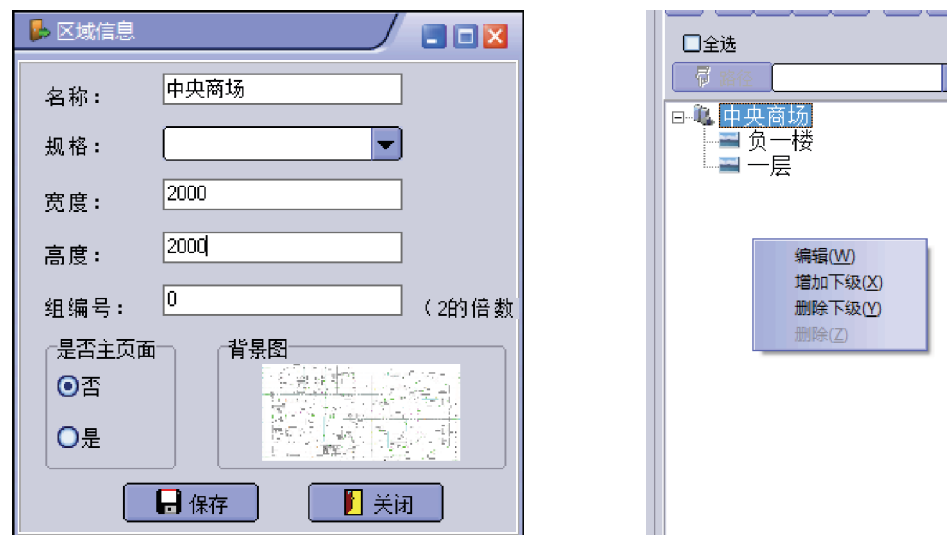 区域信息
名称：
中央商场
规格：
宽度：
2000
高度：
2000
组编号：
0
（2的倍数
是否主页面
否
是
背景图
保存
关闭
全选
中央商场
负一楼
一层
编辑(W)
增加下级(X)
删除下级(Y)
删除(Z)